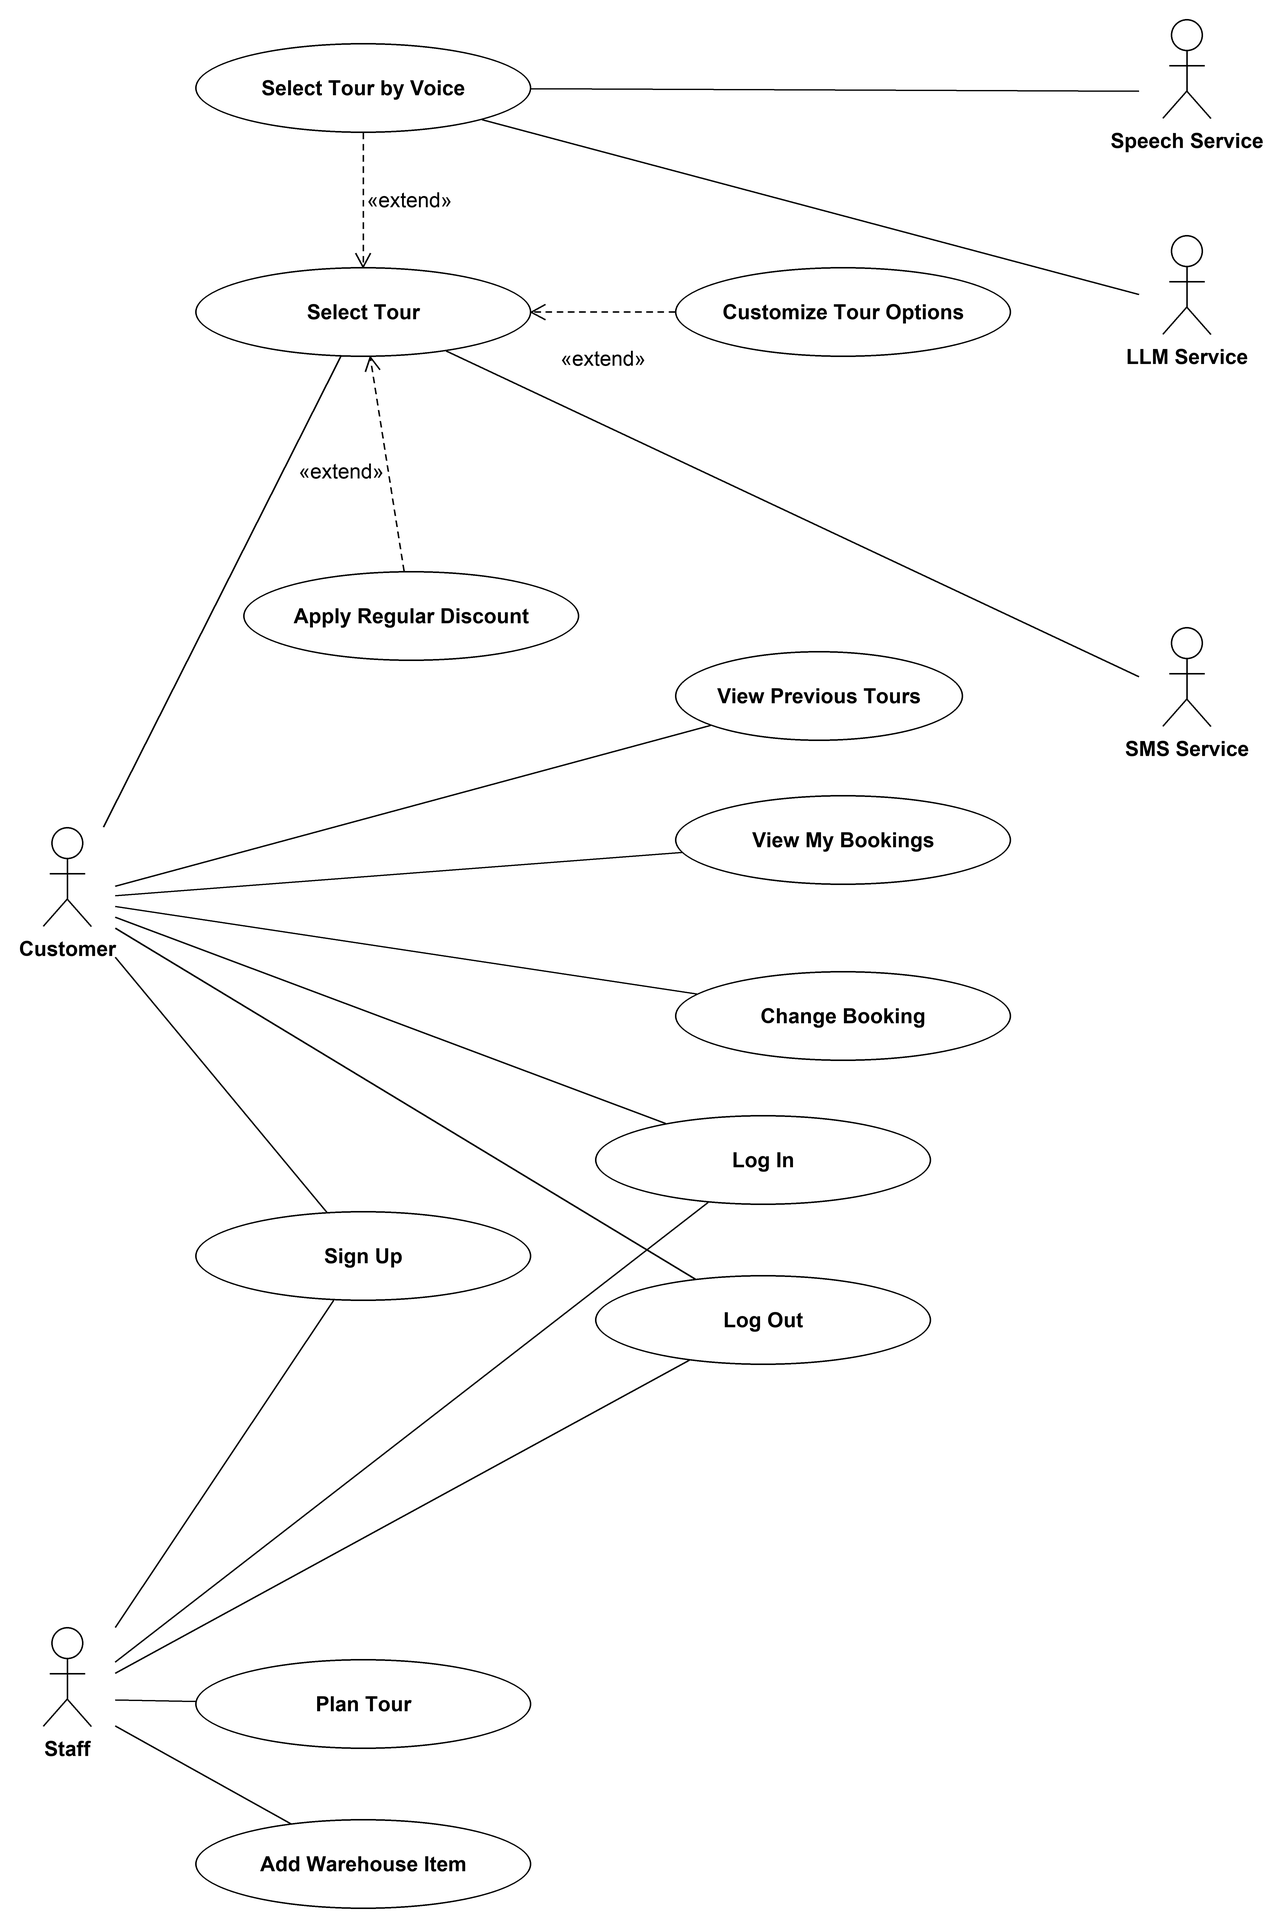 Select Tour by Voice
Speech Service
«extend»
Select Tour
Customize Tour Options
LLM Service
«extend»
«extend»
Apply Regular Discount
View Previous Tours
SMS Service
View My Bookings
Customer
Change Booking
Log In
Sign Up
Log Out
Plan Tour
Staff
Add Warehouse Item